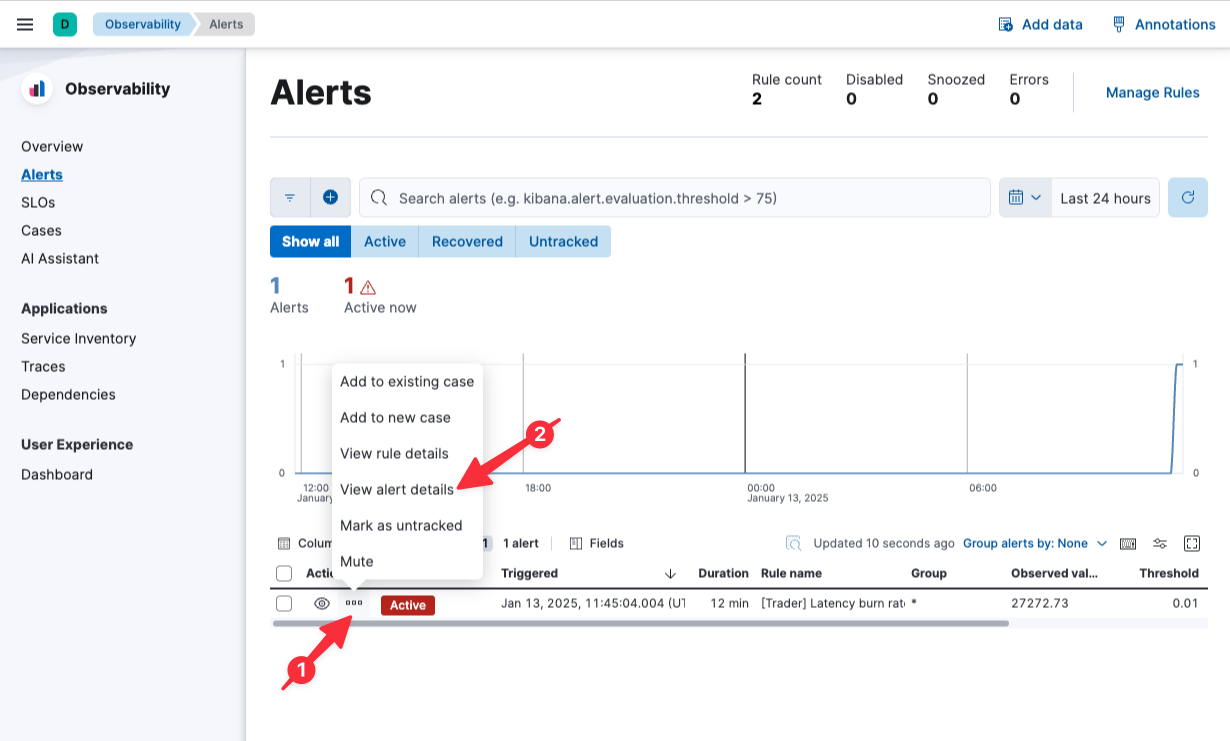 D Observability Alerts Add data Annotations
Observability
Overview
Alerts
SLOs
Cases
AI Assistant
Applications
Service Inventory
Traces
Dependencies
User Experience
Dashboard
Alerts
Rule count Disabled Snoozed Errors
2 0 0 0
Manage Rules
Search alerts (e.g. kibana.alert.evaluation.threshold > 75)
Last 24 hours
Show all Active Recovered Untracked
1 1
Alerts Active now
1 1
0 0
12:00 18:00 00:00 06:00
January January 13, 2025
Add to existing case
Add to new case
View rule details
View alert details
Mark as untracked
Mute
2
Colum 1 1 alert Fields Updated 10 seconds ago Group alerts by: None
Actio Triggered Duration Rule name Group Observed val... Threshold
Active Jan 13, 2025, 11:45:04.004 (UT 12 min [Trader] Latency burn rate * 27272.73 0.01
1